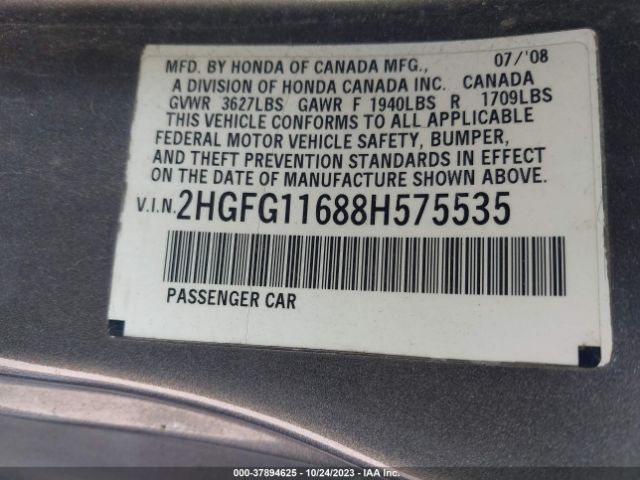 MFD. BY HONDA OF CANADA MFG., 07/'08
A DIVISION OF HONDA CANADA INC. CANADA
GVWR 3627LBS GAWR F 1940LBS R 1709LBS
THIS VEHICLE CONFORMS TO ALL APPLICABLE
FEDERAL MOTOR VEHICLE SAFETY, BUMPER,
AND THEFT PREVENTION STANDARDS IN EFFECT
ON THE DATE OF MANUFACTURE SHOWN ABOVE.
V.I.N. 2HGFG11688H575535
PASSENGER CAR
© - 37894625 - 10/24/2023 - IAA Inc.